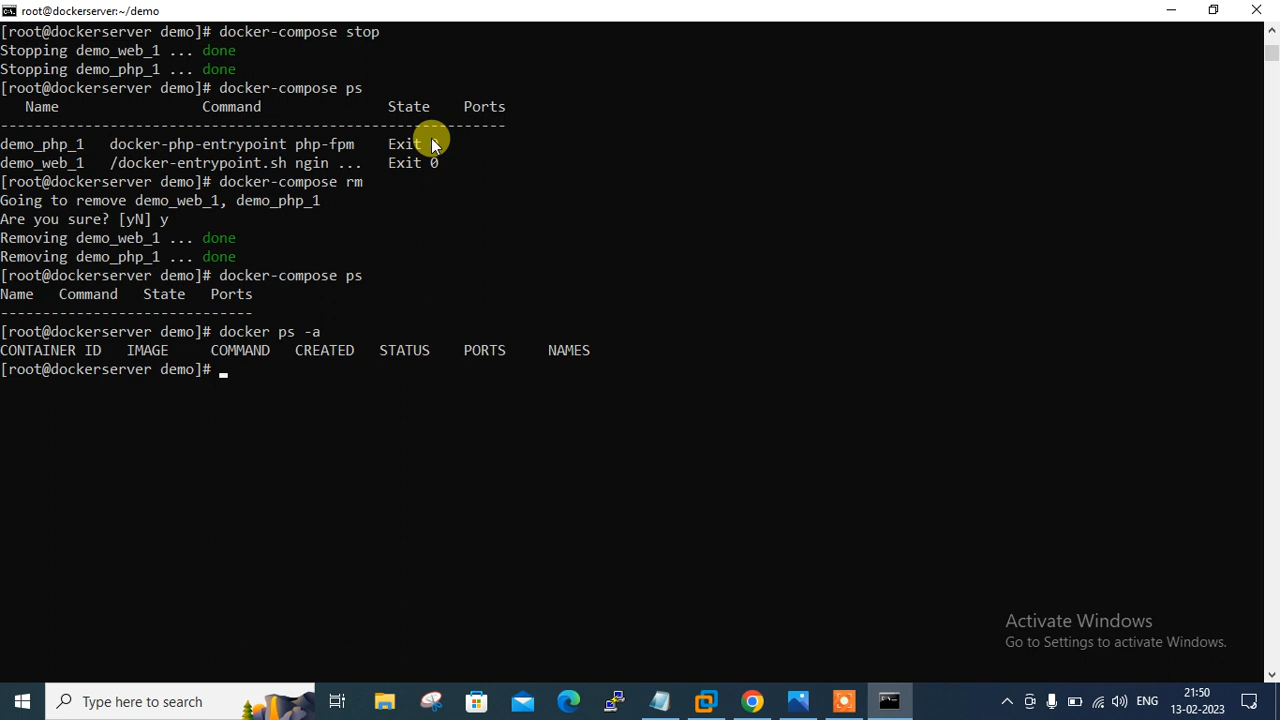 root@dockerserver:~/demo
[root@dockerserver demo]# docker-compose stop
Stopping demo_web_1 ... done
Stopping demo_php_1 ... done
[root@dockerserver demo]# docker-compose ps
Name Command State Ports
------------------------------------------------------------
demo_php_1 docker-php-entrypoint php-fpm Exit
demo_web_1 /docker-entrypoint.sh ngin ... Exit 0
[root@dockerserver demo]# docker-compose rm
Going to remove demo_web_1, demo_php_1
Are you sure? [yN] y
Removing demo_web_1 ... done
Removing demo_php_1 ... done
[root@dockerserver demo]# docker-compose ps
Name Command State Ports
------------------------------
[root@dockerserver demo]# docker ps -a
CONTAINER ID IMAGE COMMAND CREATED STATUS PORTS NAMES
[root@dockerserver demo]#
Activate Windows
Go to Settings to activate Windows.
Type here to search
ENG
21:50
13-02-2023